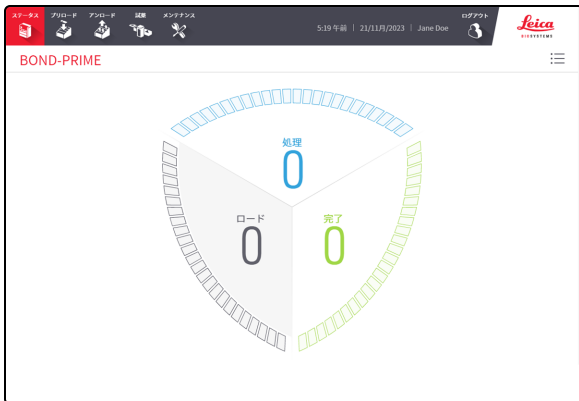 ステータス プリロード アンロード 試薬 メンテナンス
5:19 午前 | 21/11月/2023 | Jane Doe
ログアウト
Leica
BIOSYSTEMS
BOND-PRIME
処理
0
ロード
0
完了
0